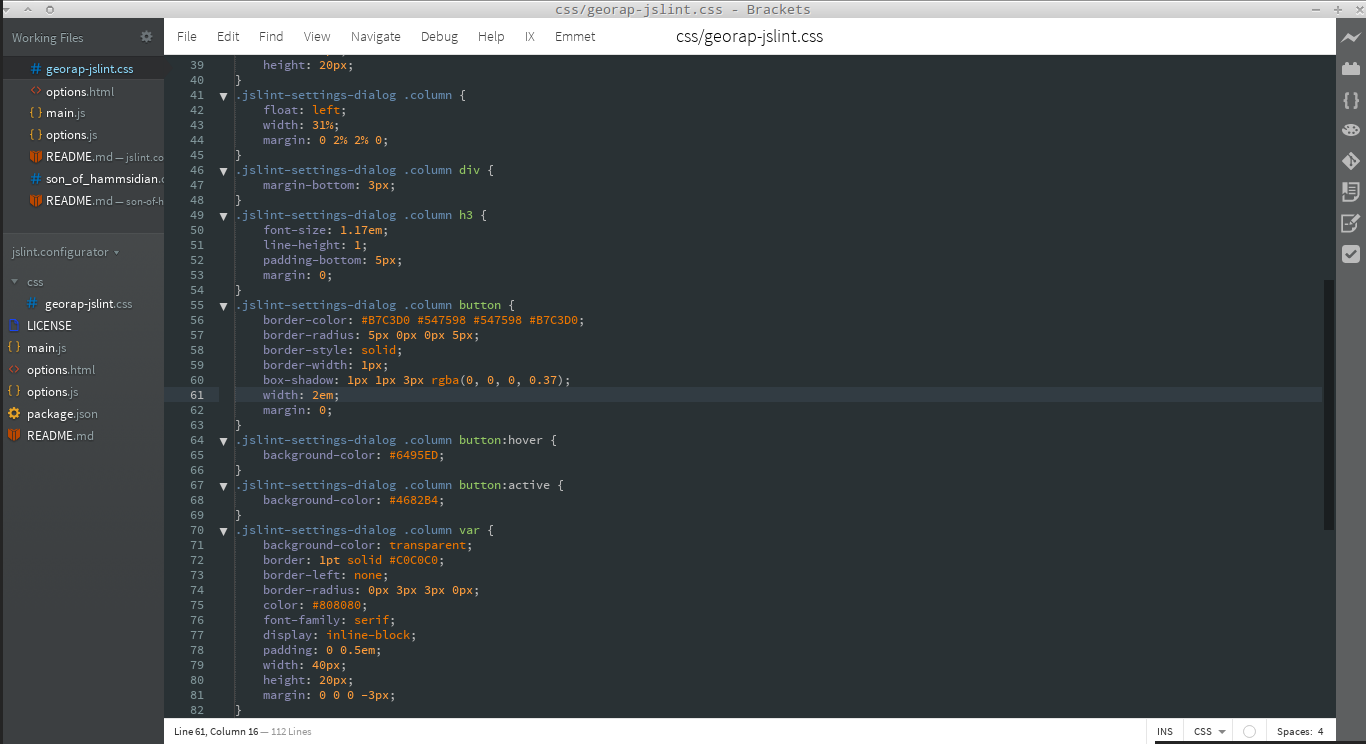 css/georap-jslint.css - Brackets
Working Files
georap-jslint.css
options.html
main.js
options.js
README.md — jslint.co
son_of_hammsidian.c
README.md — son-of-h
jslint.configurator
css
georap-jslint.css
LICENSE
main.js
options.html
options.js
package.json
README.md
File Edit Find View Navigate Debug Help IX Emmet css/georap-jslint.css
39 height: 20px;
40 }
41 .jslint-settings-dialog .column {
42 float: left;
43 width: 31%;
44 margin: 0 2% 2% 0;
45 }
46 .jslint-settings-dialog .column div {
47 margin-bottom: 3px;
48 }
49 .jslint-settings-dialog .column h3 {
50 font-size: 1.17em;
51 line-height: 1;
52 padding-bottom: 5px;
53 margin: 0;
54 }
55 .jslint-settings-dialog .column button {
56 border-color: #B7C3D0 #547598 #547598 #B7C3D0;
57 border-radius: 5px 0px 0px 5px;
58 border-style: solid;
59 border-width: 1px;
60 box-shadow: 1px 1px 3px rgba(0, 0, 0, 0.37);
61 width: 2em;
62 margin: 0;
63 }
64 .jslint-settings-dialog .column button:hover {
65 background-color: #6495ED;
66 }
67 .jslint-settings-dialog .column button:active {
68 background-color: #4682B4;
69 }
70 .jslint-settings-dialog .column var {
71 background-color: transparent;
72 border: 1pt solid #C0C0C0;
73 border-left: none;
74 border-radius: 0px 3px 3px 0px;
75 color: #808080;
76 font-family: serif;
77 display: inline-block;
78 padding: 0 0.5em;
79 width: 40px;
80 height: 20px;
81 margin: 0 0 0 -3px;
82 }
Line 61, Column 16 — 112 Lines INS CSS Spaces: 4